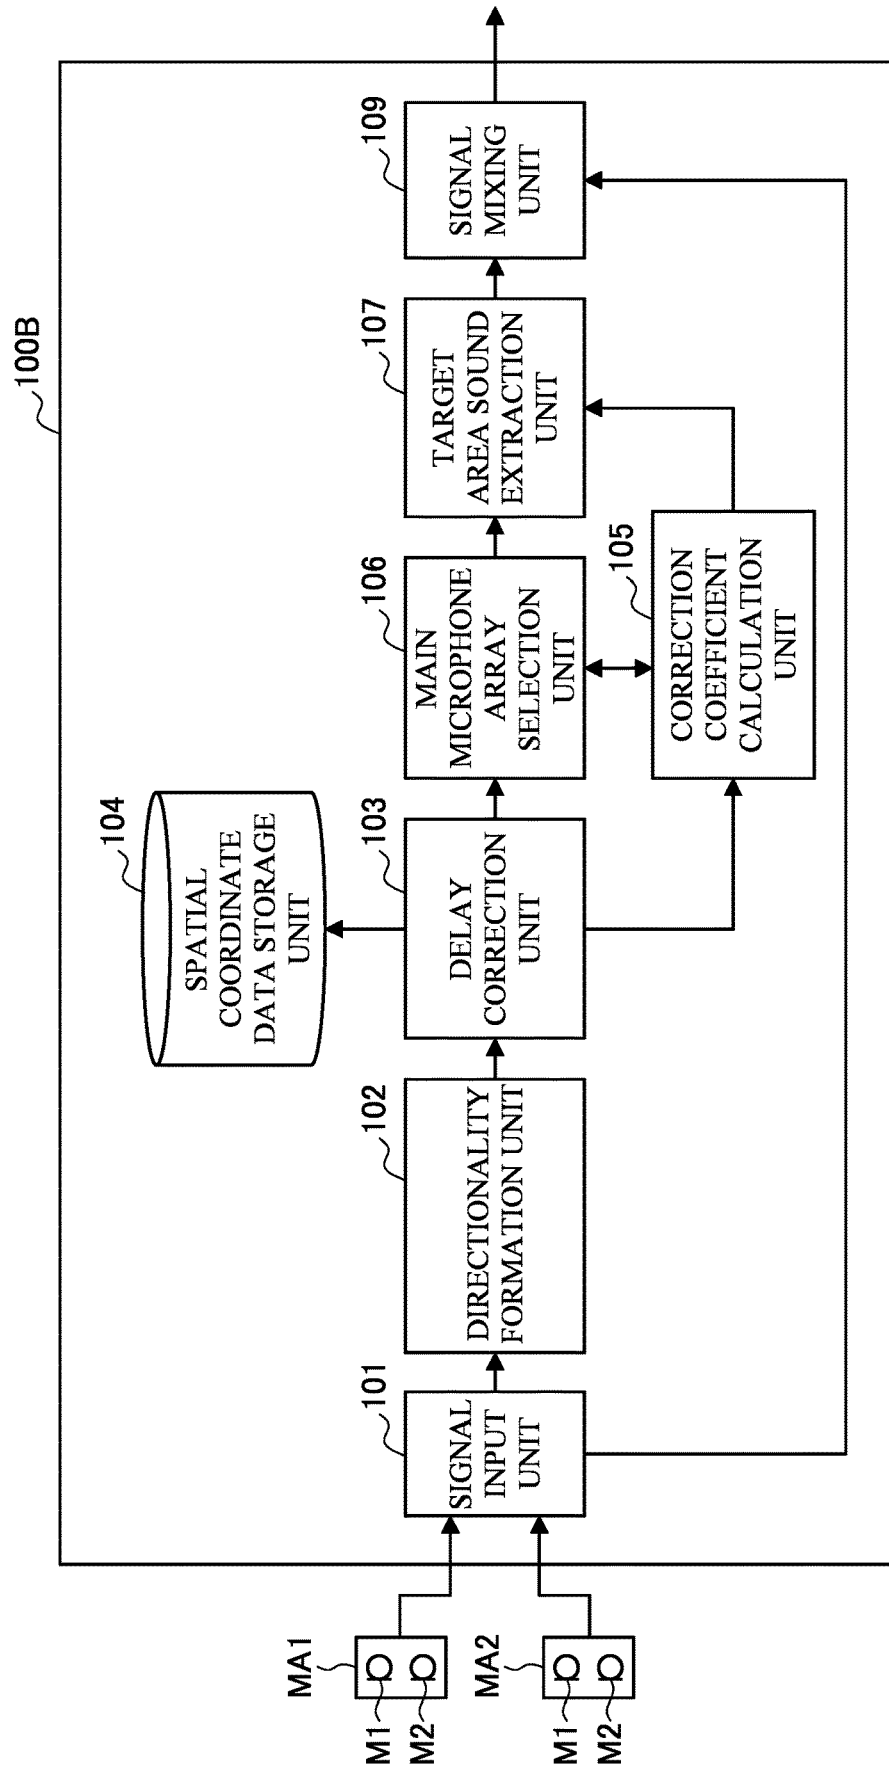 100B
MA1
M1
M2
MA2
M1
M2
101
SIGNAL
INPUT
UNIT
102
DIRECTIONALITY
FORMATION UNIT
103
DELAY
CORRECTION
UNIT
104
SPATIAL
COORDINATE
DATA STORAGE
UNIT
106
MAIN
MICROPHONE
ARRAY
SELECTION
UNIT
105
CORRECTION
COEFFICIENT
CALCULATION
UNIT
107
TARGET
AREA SOUND
EXTRACTION
UNIT
109
SIGNAL
MIXING
UNIT